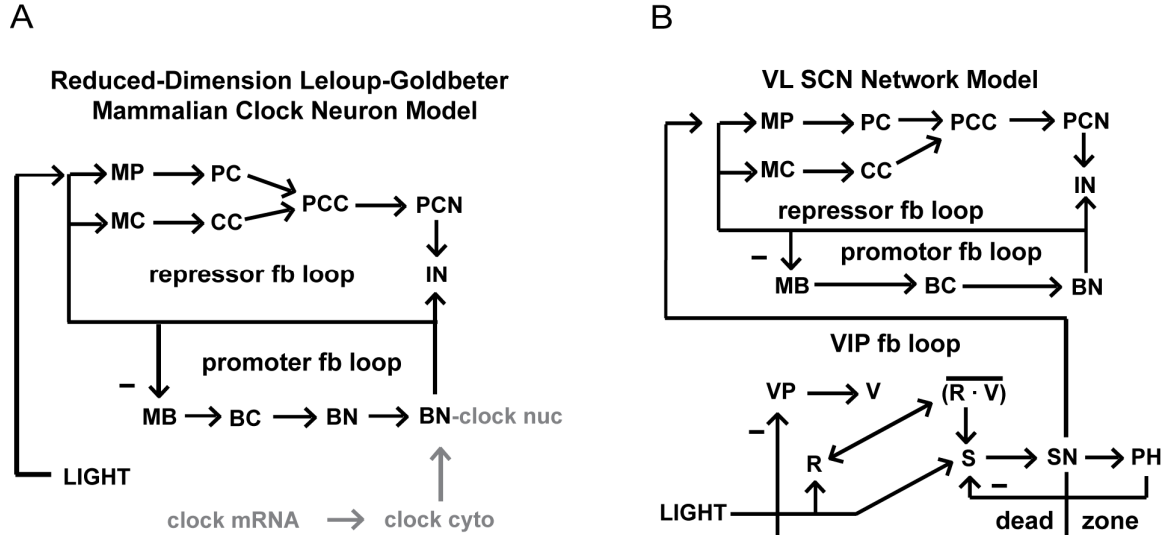 A
Reduced-Dimension Leloup-Goldbeter
Mammalian Clock Neuron Model
MP PC
PCC PCN
MC CC
repressor fb loop IN
promoter fb loop
–
MB BC BN BN-clock nuc
LIGHT
clock mRNA clock cyto
B
VL SCN Network Model
MP PC PCC PCN
MC CC
IN
repressor fb loop
promotor fb loop
–
MB BC BN
VIP fb loop
VP V (R · V)
–
R S SN PH
–
LIGHT
dead zone